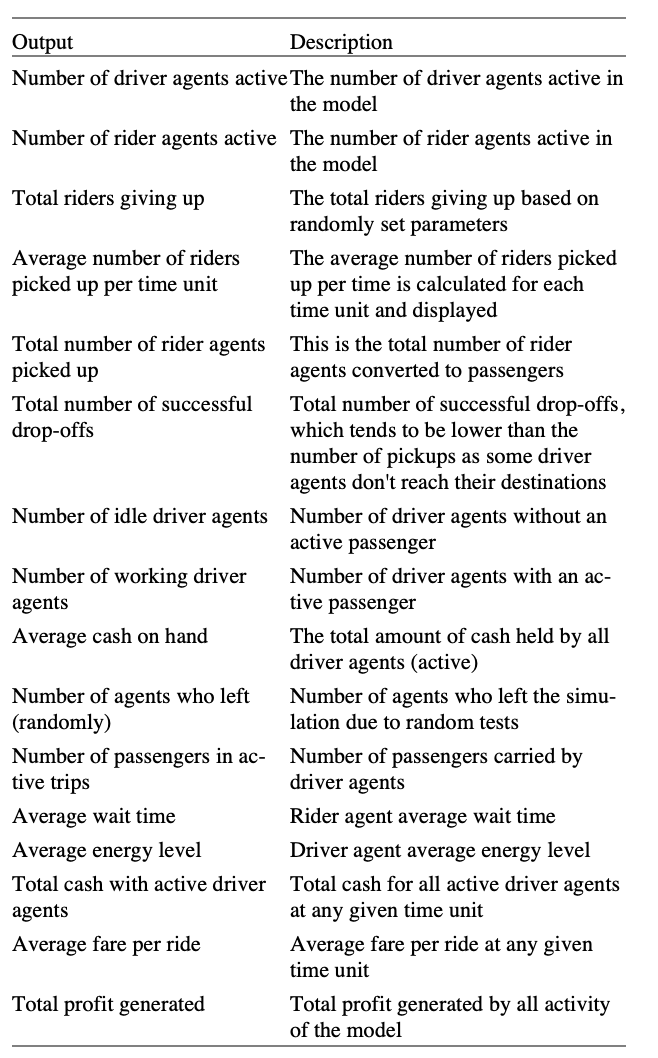 Output Description
Number of driver agents active The number of driver agents active in
the model
Number of rider agents active The number of rider agents active in
the model
Total riders giving up The total riders giving up based on
randomly set parameters
Average number of riders The average number of riders picked
picked up per time unit up per time is calculated for each
time unit and displayed
Total number of rider agents This is the total number of rider
picked up agents converted to passengers
Total number of successful Total number of successful drop-offs,
drop-offs which tends to be lower than the
number of pickups as some driver
agents don't reach their destinations
Number of idle driver agents Number of driver agents without an
active passenger
Number of working driver Number of driver agents with an ac-
agents tive passenger
Average cash on hand The total amount of cash held by all
driver agents (active)
Number of agents who left Number of agents who left the simu-
(randomly) lation due to random tests
Number of passengers in ac- Number of passengers carried by
tive trips driver agents
Average wait time Rider agent average wait time
Average energy level Driver agent average energy level
Total cash with active driver Total cash for all active driver agents
agents at any given time unit
Average fare per ride Average fare per ride at any given
time unit
Total profit generated Total profit generated by all activity
of the model